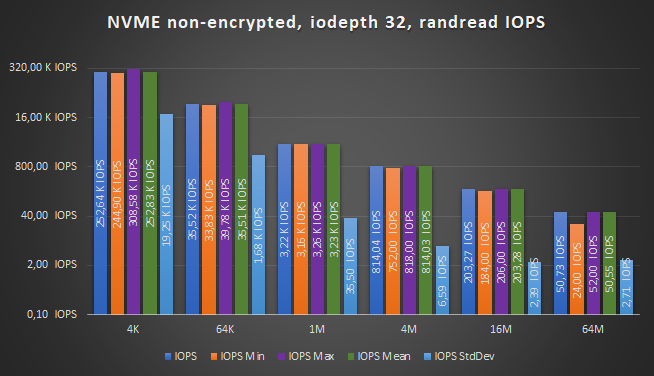 NVME non-encrypted, iodepth 32, randread IOPS
320,00 K IOPS
16,00 K IOPS
800,00 IOPS
40,00 IOPS
2,00 IOPS
0,10 IOPS
252,64 K IOPS
244,90 K IOPS
308,58 K IOPS
252,83 K IOPS
19,25 K IOPS
35,52 K IOPS
33,83 K IOPS
39,78 K IOPS
35,51 K IOPS
1,68 K IOPS
3,22 K IOPS
3,16 K IOPS
3,26 K IOPS
3,23 K IOPS
35,50 IOPS
814,04 IOPS
752,00 IOPS
818,00 IOPS
814,03 IOPS
6,59 IOPS
203,27 IOPS
184,00 IOPS
206,00 IOPS
203,28 IOPS
2,39 IOPS
50,73 IOPS
24,00 IOPS
52,00 IOPS
50,55 IOPS
2,71 IOPS
4K 64K 1M 4M 16M 64M
IOPS IOPS Min IOPS Max IOPS Mean IOPS StdDev